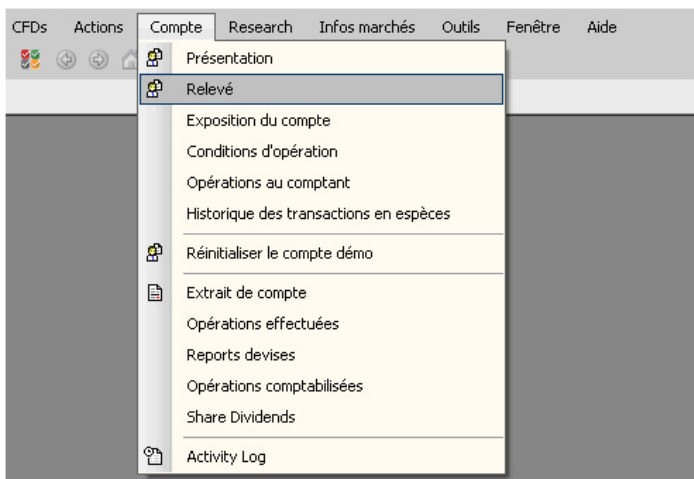 CFDs Actions Compte Research Infos marchés Outils Fenêtre Aide
Présentation
Relevé
Exposition du compte
Conditions d'opération
Opérations au comptant
Historique des transactions en espèces
Réinitialiser le compte démo
Extrait de compte
Opérations effectuées
Reports devises
Opérations comptabilisées
Share Dividends
Activity Log